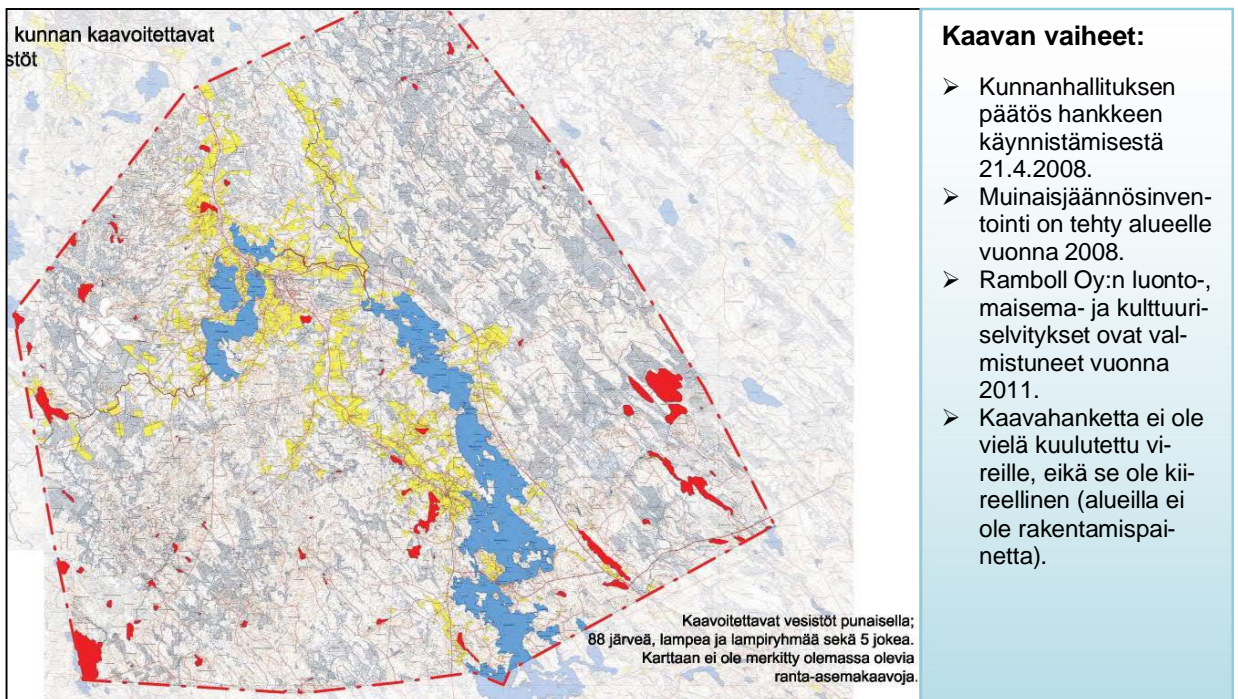 kunnan kaavoitettavat
stöt
Kaavoitettavat vesistöt punaisella;
88 järveä, lampea ja lampiryhmää sekä 5 jokea.
Karttaan ei ole merkitty olemassa olevia
ranta-asemakaavoja.
Kaavan vaiheet:
➢ Kunnanhallituksen
päätös hankkeen
käynnistämisestä
21.4.2008.
➢ Muinaisjäännösinven-
tointi on tehty alueelle
vuonna 2008.
➢ Ramboll Oy:n luonto-,
maisema- ja kulttuuri-
selvitykset ovat val-
mistuneet vuonna
2011.
➢ Kaavahanketta ei ole
vielä kuulutettu vi-
reille, eikä se ole kii-
reellinen (alueilla ei
ole rakentamispai-
netta).